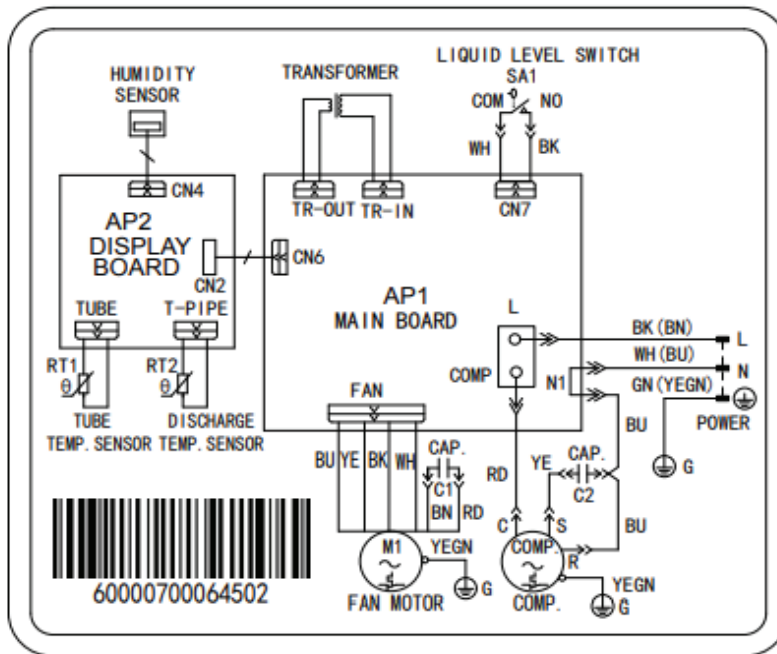 LIQUID LEVEL SWITCH
SA1
HUMIDITY
SENSOR
TRANSFORMER
COM
NO
WH
BK
CN4
TR-OUT
TR-IN
CN7
AP2
DISPLAY
BOARD
CN2
CN6
AP1
MAIN BOARD
TUBE
T-PIPE
L
COMP
BK(BN)
L
WH(BU)
N
N1
GN(YEGN)
POWER
RT1
θ
RT2
θ
TUBE
TEMP. SENSOR
DISCHARGE
TEMP. SENSOR
FAN
BU
YE
BK
WH
CAP.
C1
BN
RD
RD
YE
CAP.
C2
BU
G
C
S
R
BU
M1
YEGN
G
FAN MOTOR
COMP.
YEGN
G
COMP.
60000700064502